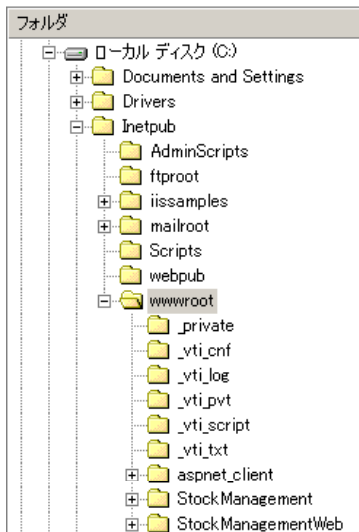 フォルダ
ローカル ディスク (C:)
Documents and Settings
Drivers
Inetpub
AdminScripts
ftproot
iissamples
mailroot
Scripts
webpub
wwwroot
_private
_vti_cnf
_vti_log
_vti_pvt
_vti_script
_vti_txt
aspnet_client
StockManagement
StockManagementWeb